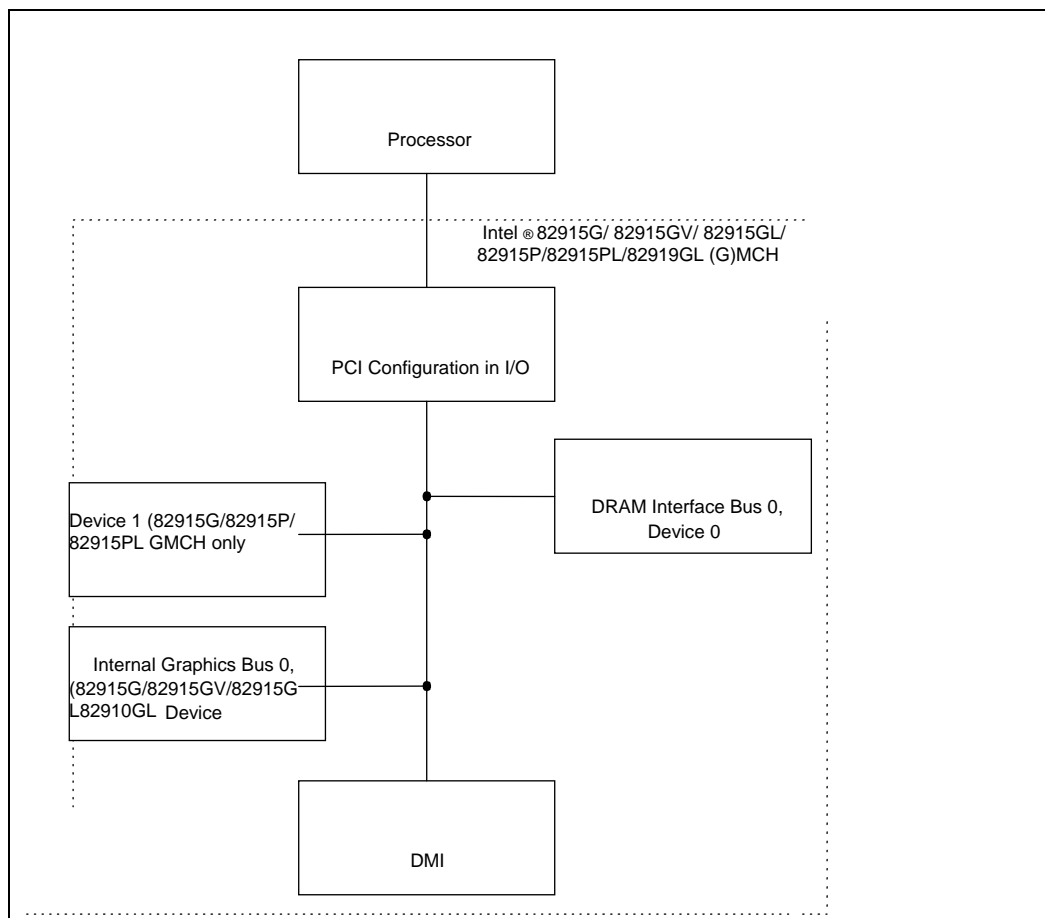 Processor
Intel ® 82915G/ 82915GV/ 82915GL/
82915P/82915PL/82919GL (G)MCH
PCI Configuration in I/O
DRAM Interface Bus 0,
Device 0
Device 1 (82915G/82915P/
82915PL GMCH only
Internal Graphics Bus 0,
(82915G/82915GV/82915G
L82910GL Device
DMI